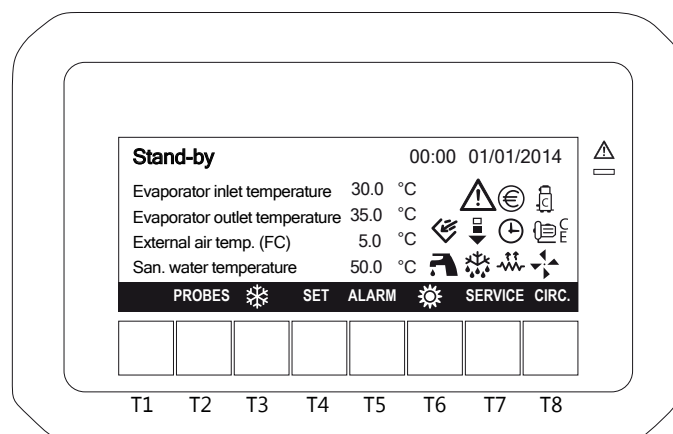 Stand-by 00:00 01/01/2014
Evaporator inlet temperature 30.0 °C
Evaporator outlet temperature 35.0 °C
External air temp. (FC) 5.0 °C
San. water temperature 50.0 °C
€ C
C
E
PROBES SET ALARM SERVICE CIRC.
T1 T2 T3 T4 T5 T6 T7 T8